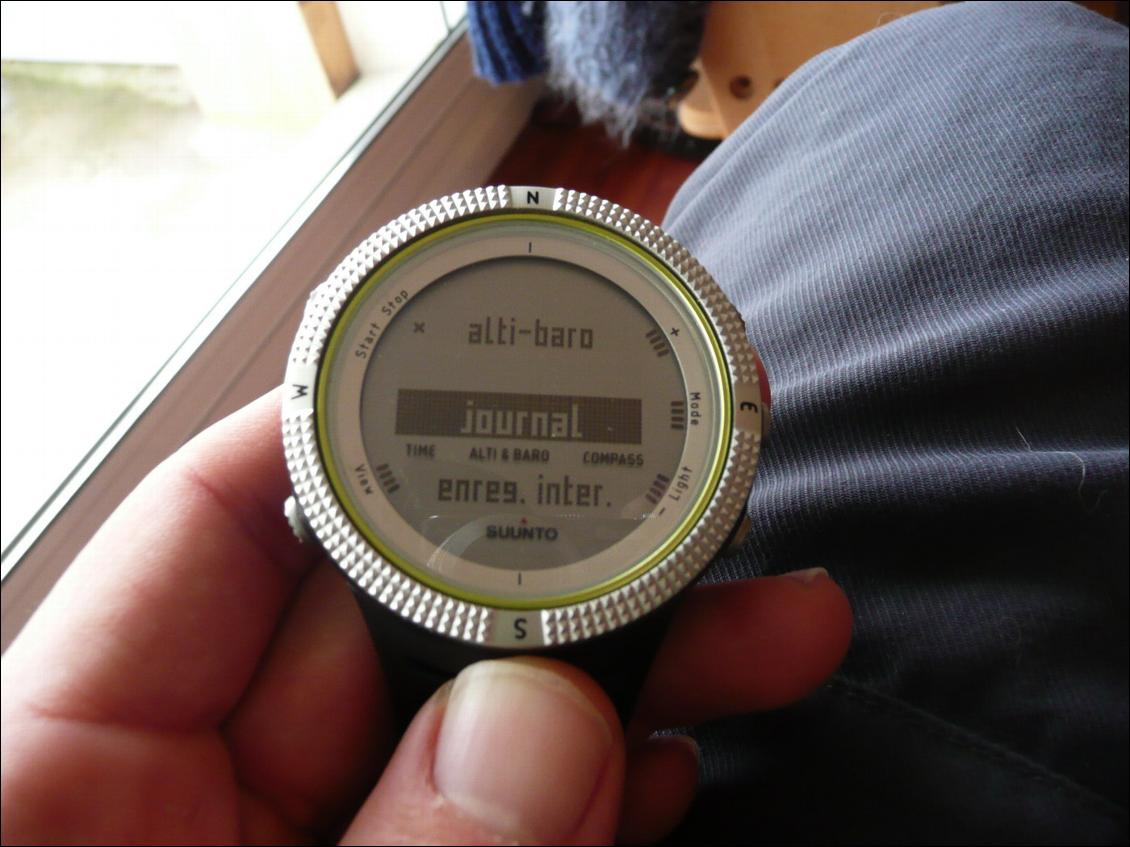 N
Start Stop
x alti-baro +
W journal Mode E
TIME ALTI & BARO COMPASS
View enreg. inter. - Light
SUUNTO
S